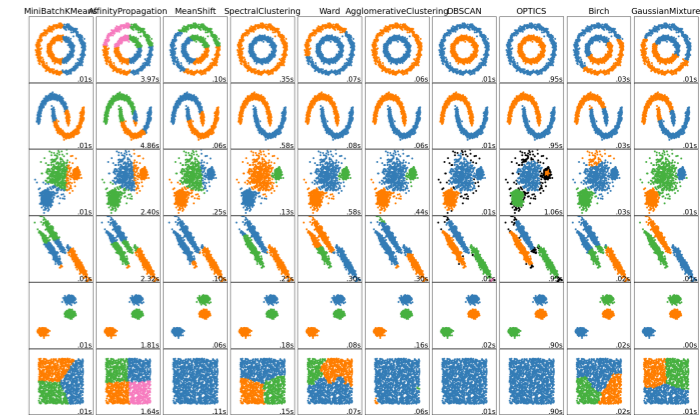 MiniBatchKMeans AffinityPropagation MeanShift SpectralClustering Ward AgglomerativeClustering DBSCAN OPTICS Birch GaussianMixture
.01s 3.97s .10s .35s .07s .06s .01s .95s .03s .01s
.01s 4.86s .06s .58s .08s .06s .01s .95s .03s .01s
.01s 2.40s .25s .13s .58s .44s .01s 1.06s .03s .01s
.01s 2.32s .10s .21s .30s .30s .01s .02s .01s
.01s 1.81s .06s .18s .08s .16s .02s .90s .02s .00s
.01s 1.64s .11s .15s .07s .06s .01s .90s .02s .01s